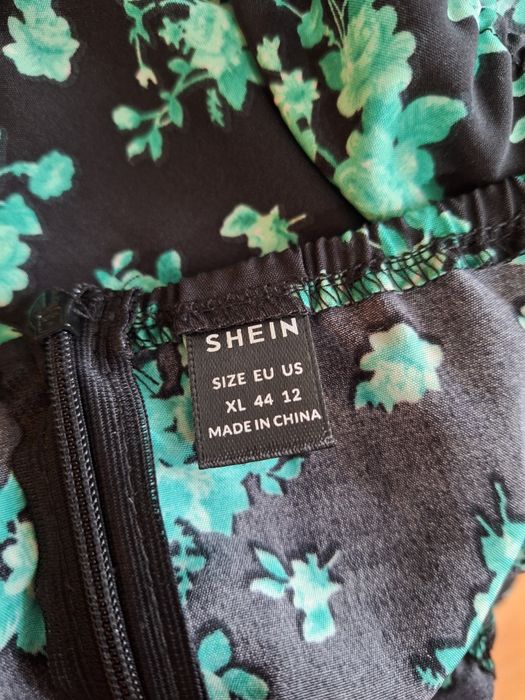 SHEIN
SIZE EU US
XL 44 12
MADE IN CHINA